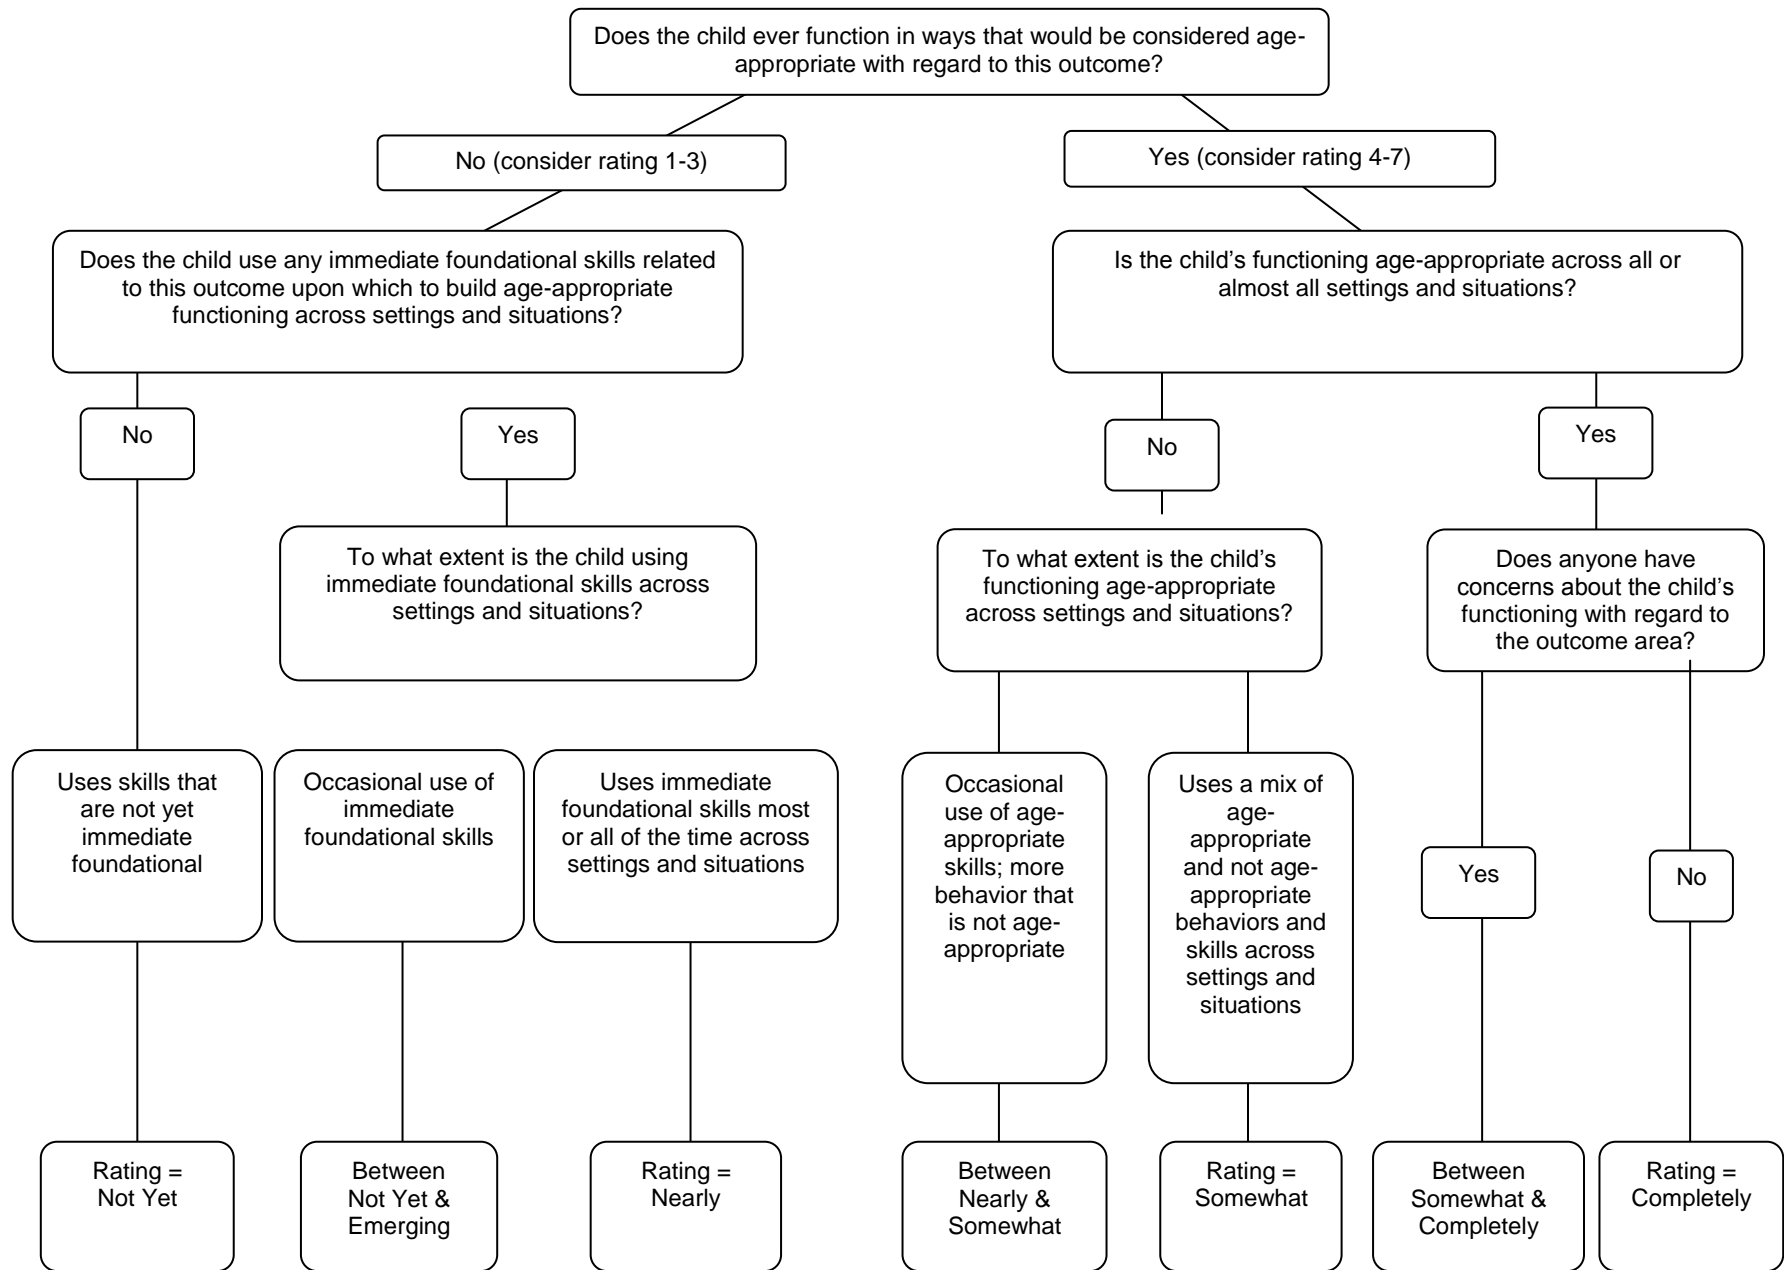 Does the child ever function in ways that would be considered age-
appropriate with regard to this outcome?
No (consider rating 1-3)
Yes (consider rating 4-7)
Does the child use any immediate foundational skills related
to this outcome upon which to build age-appropriate
functioning across settings and situations?
Is the child’s functioning age-appropriate across all or
almost all settings and situations?
No
Yes
No
Yes
To what extent is the child using
immediate foundational skills across
settings and situations?
To what extent is the child’s
functioning age-appropriate
across settings and situations?
Does anyone have
concerns about the child’s
functioning with regard to
the outcome area?
Uses skills that
are not yet
immediate
foundational
Occasional use of
immediate
foundational skills
Uses immediate
foundational skills most
or all of the time across
settings and situations
Occasional
use of age-
appropriate
skills; more
behavior that
is not age-
appropriate
Uses a mix of
age-
appropriate
and not age-
appropriate
behaviors and
skills across
settings and
situations
Yes
No
Rating =
Not Yet
Between
Not Yet &
Emerging
Rating =
Nearly
Between
Nearly &
Somewhat
Rating =
Somewhat
Between
Somewhat &
Completely
Rating =
Completely